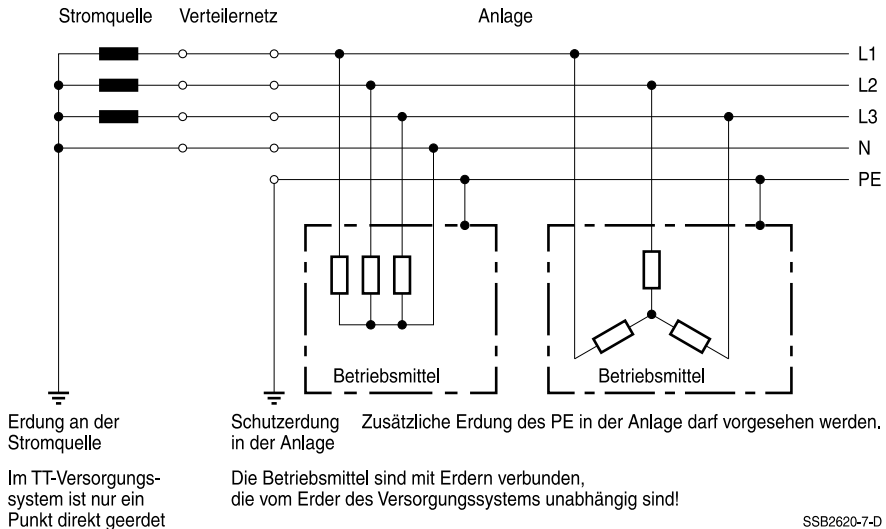 Stromquelle Verteilernetz Anlage
L1
L2
L3
N
PE
Betriebsmittel Betriebsmittel
Erdung an der
Stromquelle
Schutzerdung
in der Anlage
Zusätzliche Erdung des PE in der Anlage darf vorgesehen werden.
Im TT-Versorgungs-
system ist nur ein
Punkt direkt geerdet
Die Betriebsmittel sind mit Erdern verbunden,
die vom Erder des Versorgungssystems unabhängig sind!
SSB2620-7-D